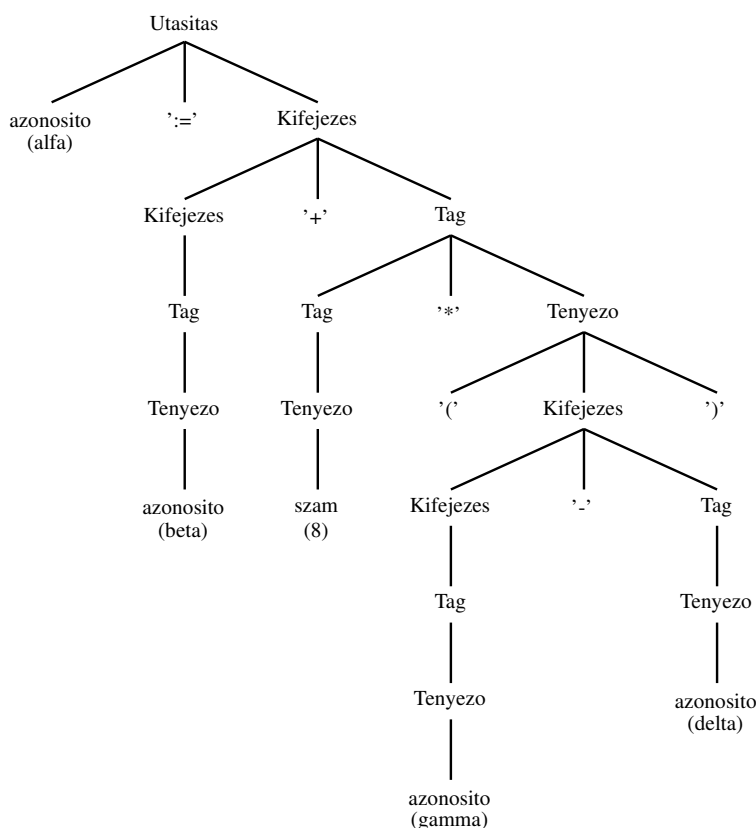 Utasitas
azonosito ’:=’ Kifejezes
(alfa)
Kifejezes ’+’ Tag
Tag Tag ’*’ Tenyezo
Tenyezo Tenyezo ’(’ Kifejezes ’)’
azonosito szam Kifejezes ’-’ Tag
(beta) (8)
Tag Tenyezo
Tenyezo azonosito
(delta)
azonosito
(gamma)